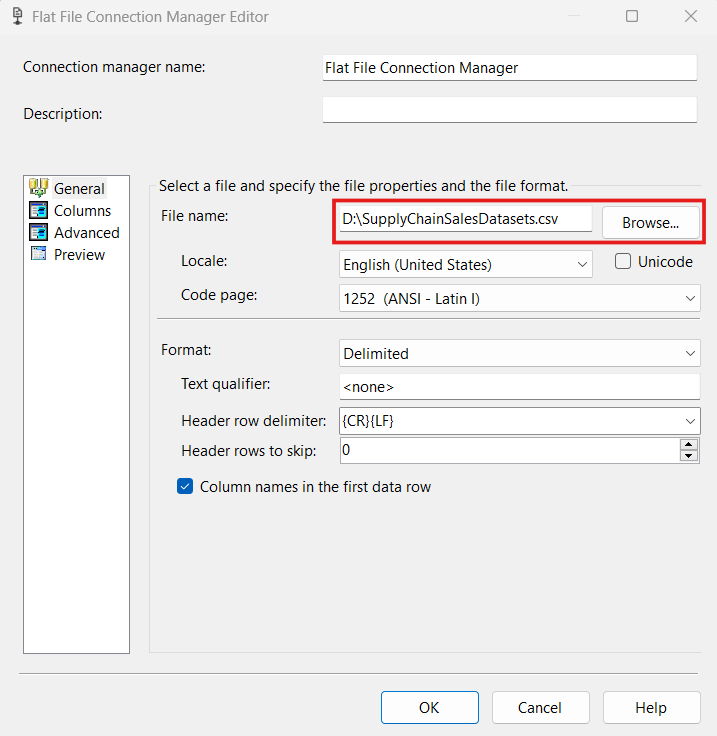 Flat File Connection Manager Editor
Connection manager name: Flat File Connection Manager
Description:
General
Columns
Advanced
Preview
Select a file and specify the file properties and the file format.
File name: D:\SupplyChainSalesDatasets.csv Browse...
Locale: English (United States) Unicode
Code page: 1252 (ANSI - Latin I)
Format: Delimited
Text qualifier: <none>
Header row delimiter: {CR}{LF}
Header rows to skip: 0
Column names in the first data row
OK Cancel Help